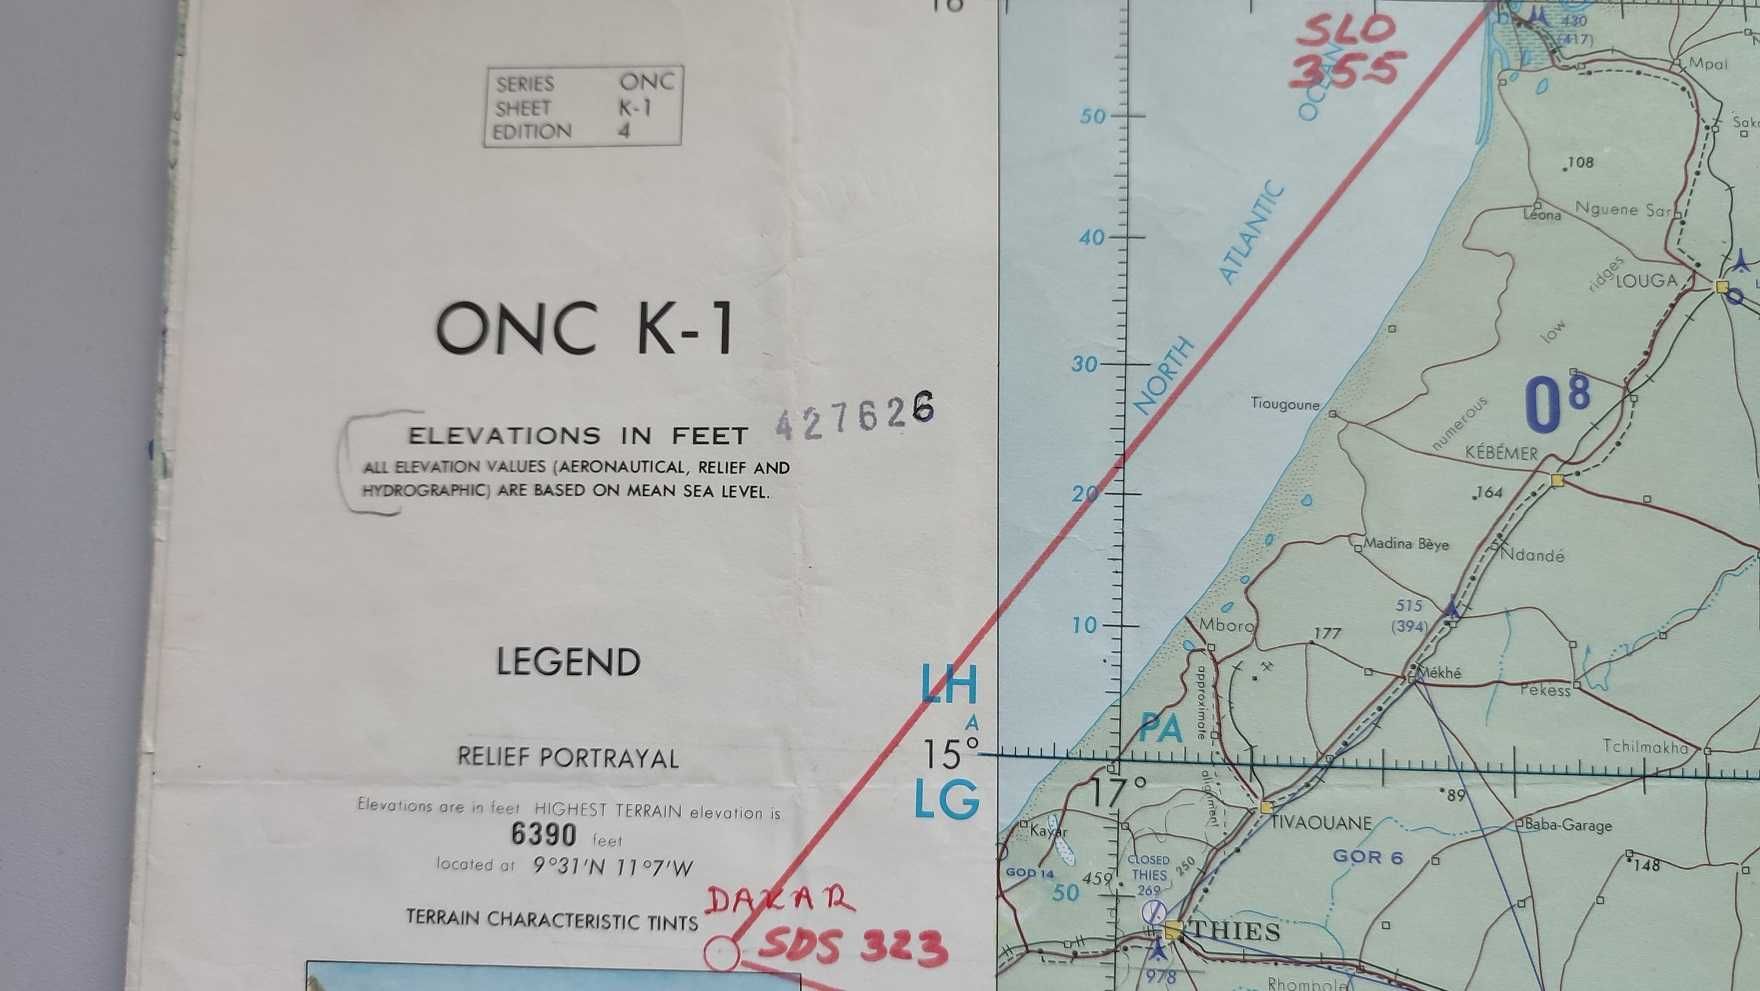 SERIES ONC
SHEET K-1
EDITION 4
ONC K-1
427626
ELEVATIONS IN FEET
ALL ELEVATION VALUES (AERONAUTICAL, RELIEF AND
HYDROGRAPHIC) ARE BASED ON MEAN SEA LEVEL.
LEGEND
RELIEF PORTRAYAL
Elevations are in feet HIGHEST TERRAIN elevation is
6390 feet
located at 9°31'N 11°7'W
TERRAIN CHARACTERISTIC TINTS
DAKAR
SDS 323
SLO
355
430
(417)
Mpal
50
OCEAN
108
Léona
Nguene Sar
40
ATLANTIC
ridges
LOUGA
low
30
NORTH
Tiougoune
numerous
08
KÉBÉMER
20
164
Madina Bèye
Ndandé
515
(394)
10
Mboro
177
Mékhé
Pékèss
approximate
alignment
LH
A
PA
15°
LG
17°
Tchilmakha
89
TIVAOUANE
Baba-Garage
Kayar
GOD 14
50
459
CLOSED
THIES
269
250
GOR 6
148
THIES
978
Rhombole